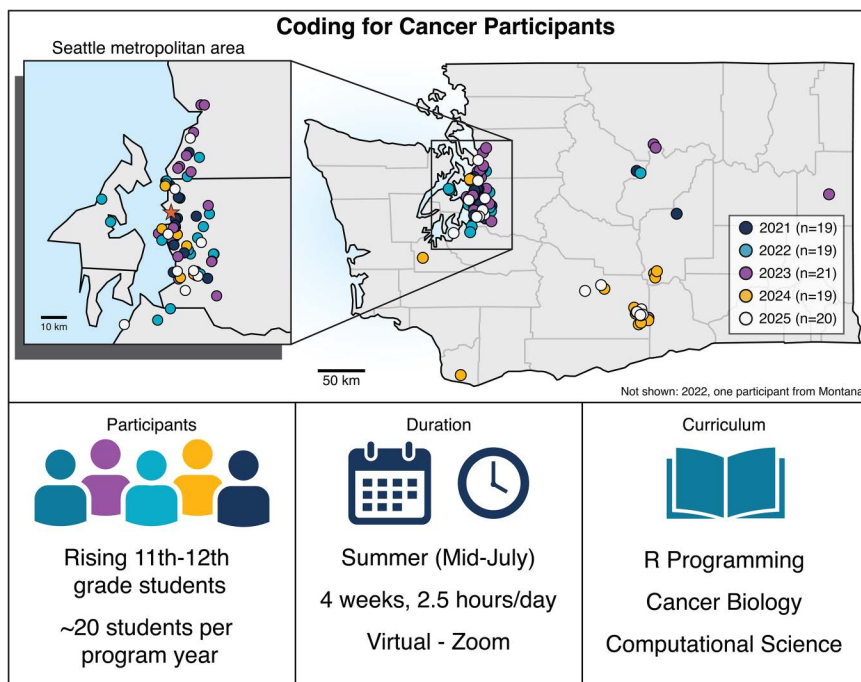 Coding for Cancer Participants
Seattle metropolitan area
10 km
50 km
2021 (n=19)
2022 (n=19)
2023 (n=21)
2024 (n=19)
2025 (n=20)
Not shown: 2022, one participant from Montana
Participants
Rising 11th-12th
grade students
~20 students per
program year
Duration
Summer (Mid-July)
4 weeks, 2.5 hours/day
Virtual - Zoom
Curriculum
R Programming
Cancer Biology
Computational Science